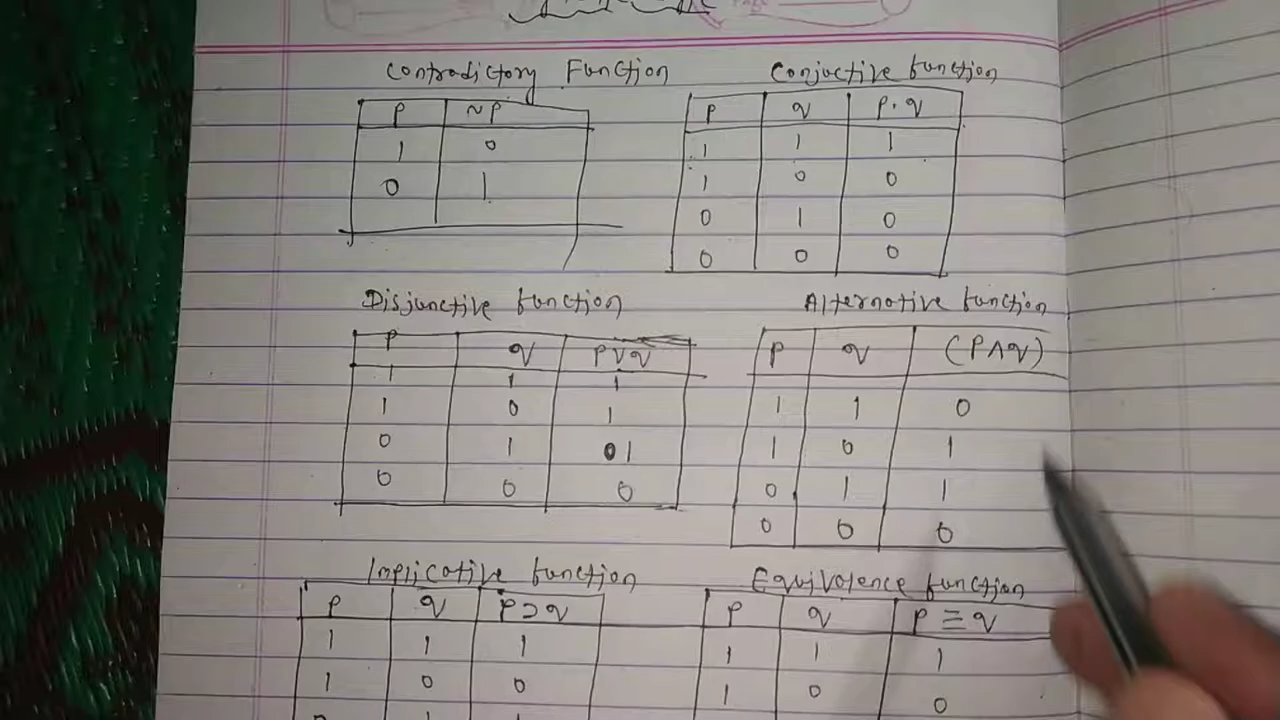 Contradictory Function
P ~P
1 0
0 1
Conjuctive function
P q P·q
1 1 1
1 0 0
0 1 0
0 0 0
Disjunctive function
P q P∨q
1 1 1
1 0 1
0 1 01
0 0 0
Alternative function
P q (P∧q)
1 1 0
1 0 1
0 1 1
0 0 0
Implicative function
P q P⊃q
1 1 1
1 0 0
Equivalence function
P q P≡q
1 1 1
1 0 0